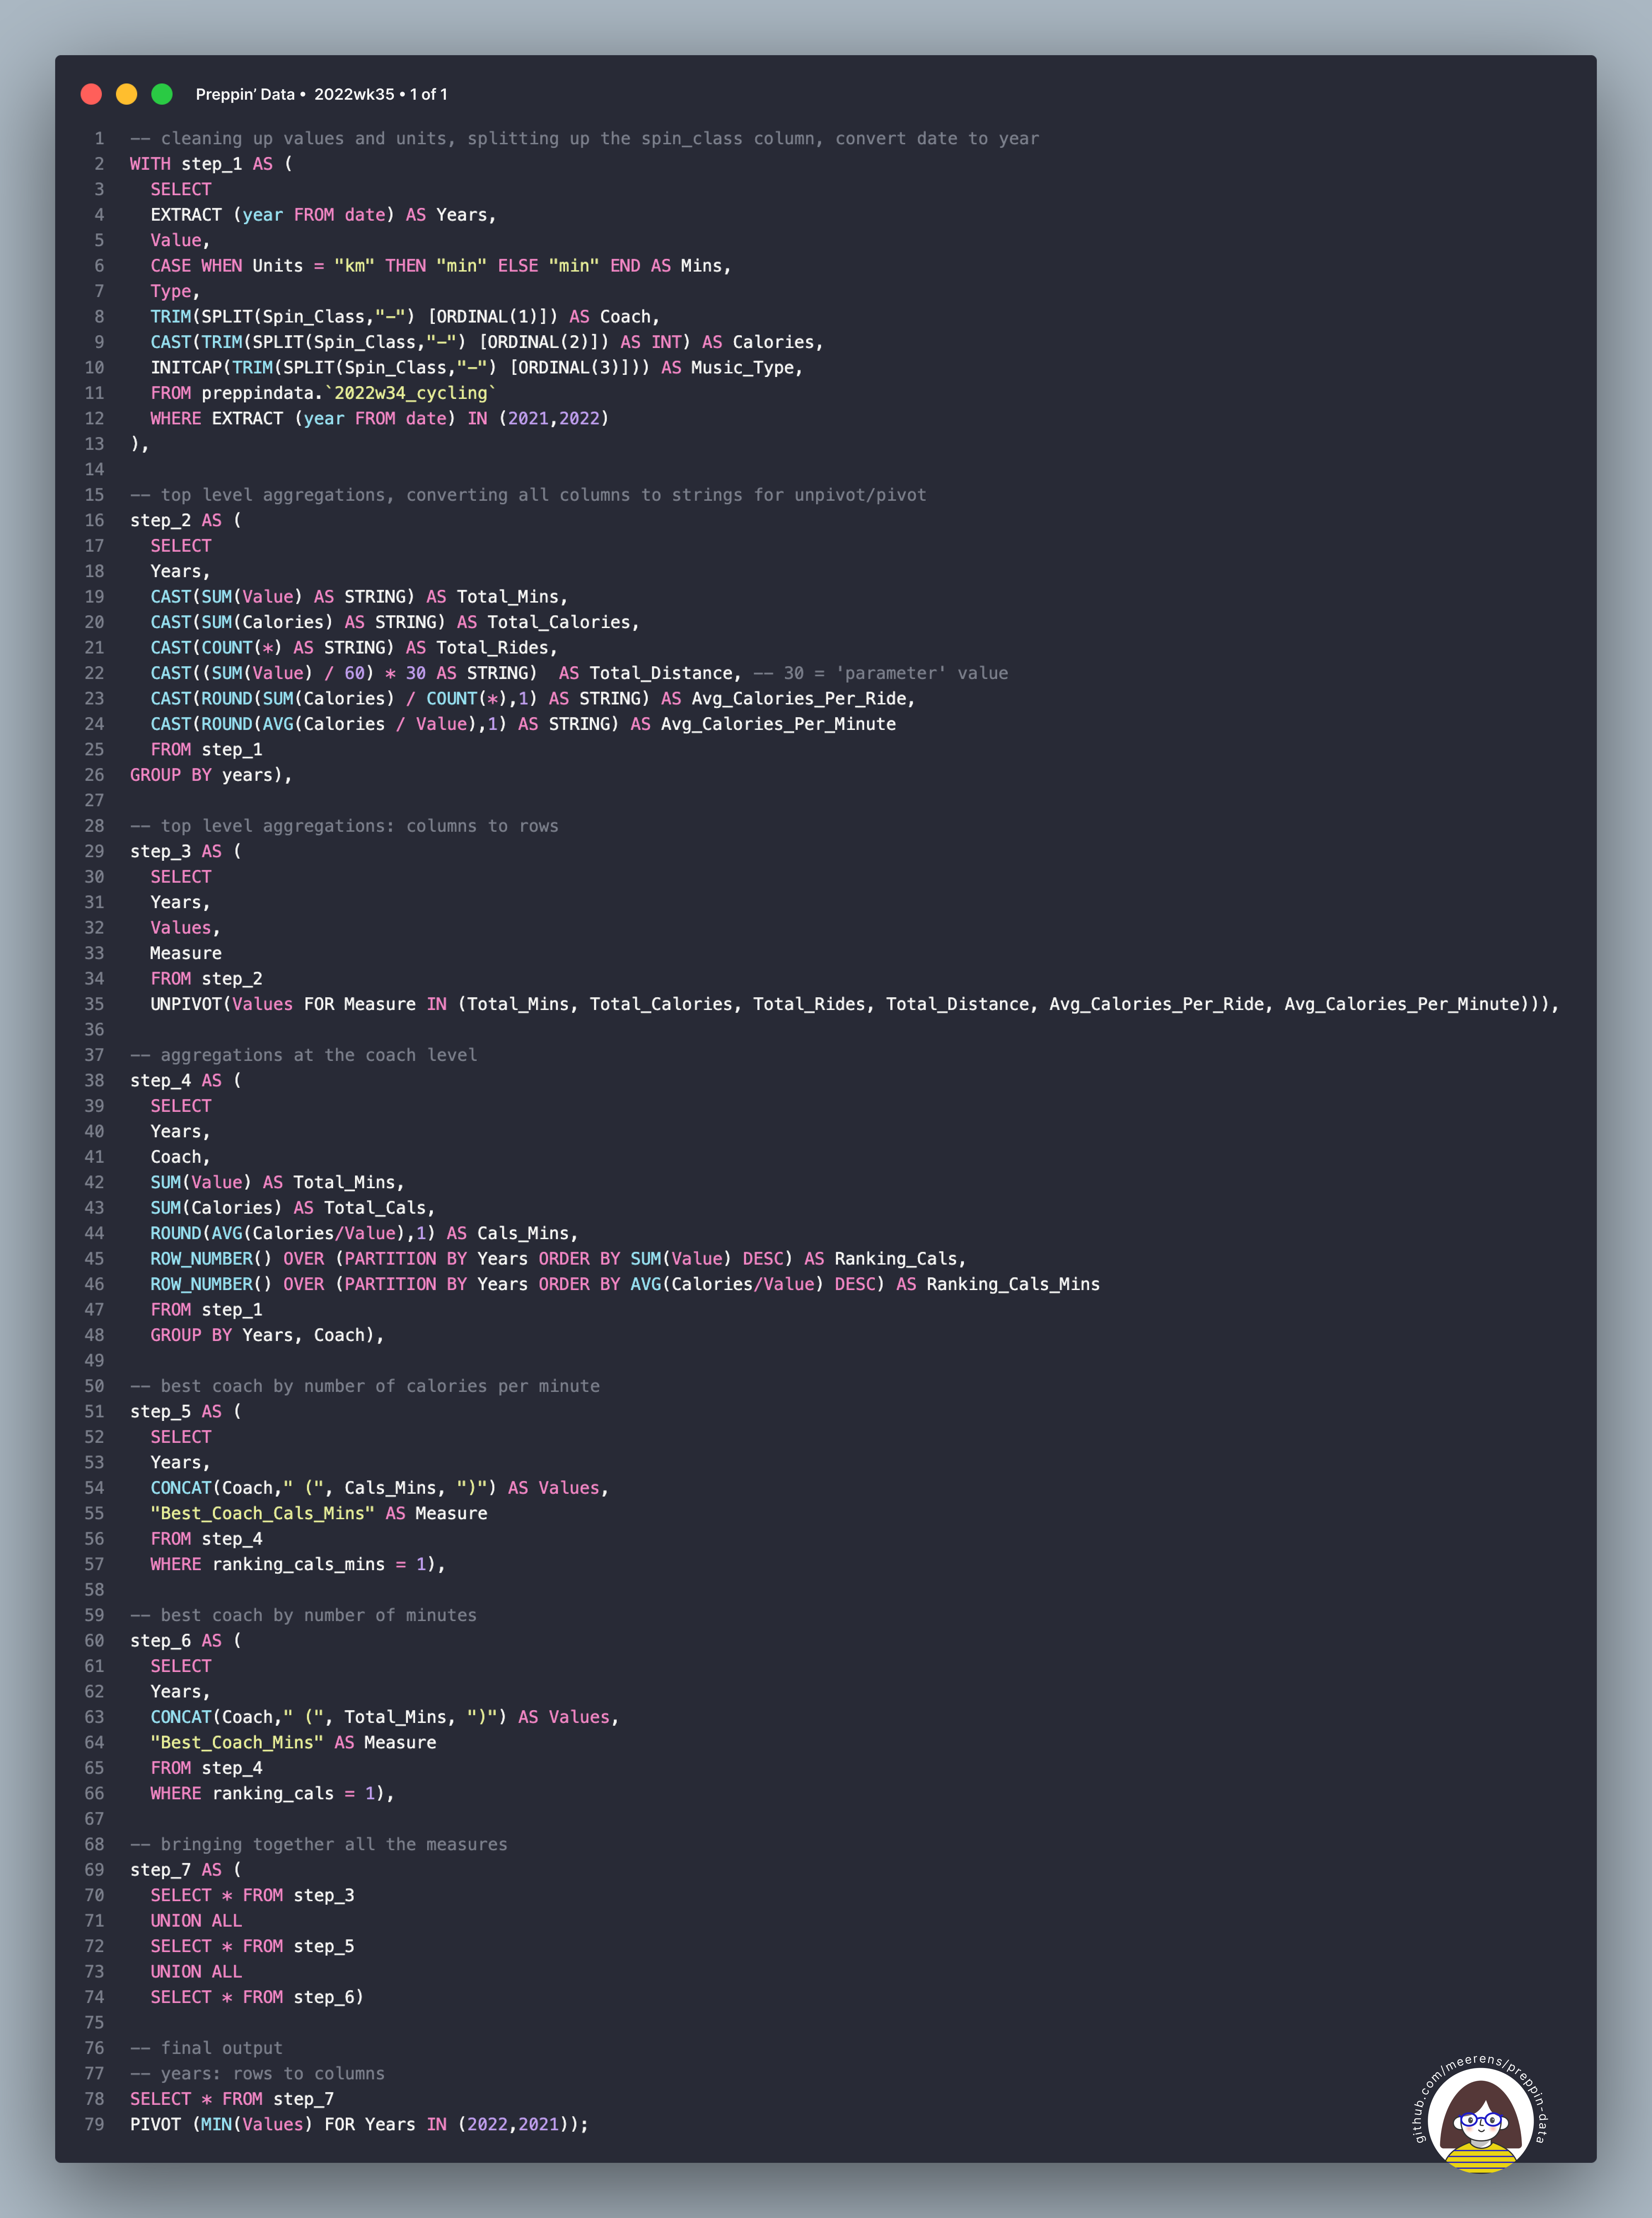 Preppin’ Data • 2022wk35 • 1 of 1
1 -- cleaning up values and units, splitting up the spin_class column, convert date to year
2 WITH step_1 AS (
3 SELECT
4 EXTRACT (year FROM date) AS Years,
5 Value,
6 CASE WHEN Units = "km" THEN "min" ELSE "min" END AS Mins,
7 Type,
8 TRIM(SPLIT(Spin_Class,"-") [ORDINAL(1)]) AS Coach,
9 CAST(TRIM(SPLIT(Spin_Class,"-") [ORDINAL(2)]) AS INT) AS Calories,
10 INITCAP(TRIM(SPLIT(Spin_Class,"-") [ORDINAL(3)])) AS Music_Type,
11 FROM preppindata.`2022w34_cycling`
12 WHERE EXTRACT (year FROM date) IN (2021,2022)
13 ),
14
15 -- top level aggregations, converting all columns to strings for unpivot/pivot
16 step_2 AS (
17 SELECT
18 Years,
19 CAST(SUM(Value) AS STRING) AS Total_Mins,
20 CAST(SUM(Calories) AS STRING) AS Total_Calories,
21 CAST(COUNT(*) AS STRING) AS Total_Rides,
22 CAST((SUM(Value) / 60) * 30 AS STRING)  AS Total_Distance, -- 30 = 'parameter' value
23 CAST(ROUND(SUM(Calories) / COUNT(*),1) AS STRING) AS Avg_Calories_Per_Ride,
24 CAST(ROUND(AVG(Calories / Value),1) AS STRING) AS Avg_Calories_Per_Minute
25 FROM step_1
26 GROUP BY years),
27
28 -- top level aggregations: columns to rows
29 step_3 AS (
30 SELECT
31 Years,
32 Values,
33 Measure
34 FROM step_2
35 UNPIVOT(Values FOR Measure IN (Total_Mins, Total_Calories, Total_Rides, Total_Distance, Avg_Calories_Per_Ride, Avg_Calories_Per_Minute))),
36
37 -- aggregations at the coach level
38 step_4 AS (
39 SELECT
40 Years,
41 Coach,
42 SUM(Value) AS Total_Mins,
43 SUM(Calories) AS Total_Cals,
44 ROUND(AVG(Calories/Value),1) AS Cals_Mins,
45 ROW_NUMBER() OVER (PARTITION BY Years ORDER BY SUM(Value) DESC) AS Ranking_Cals,
46 ROW_NUMBER() OVER (PARTITION BY Years ORDER BY AVG(Calories/Value) DESC) AS Ranking_Cals_Mins
47 FROM step_1
48 GROUP BY Years, Coach),
49
50 -- best coach by number of calories per minute
51 step_5 AS (
52 SELECT
53 Years,
54 CONCAT(Coach," (", Cals_Mins, ")") AS Values,
55 "Best_Coach_Cals_Mins" AS Measure
56 FROM step_4
57 WHERE ranking_cals_mins = 1),
58
59 -- best coach by number of minutes
60 step_6 AS (
61 SELECT
62 Years,
63 CONCAT(Coach," (", Total_Mins, ")") AS Values,
64 "Best_Coach_Mins" AS Measure
65 FROM step_4
66 WHERE ranking_cals = 1),
67
68 -- bringing together all the measures
69 step_7 AS (
70 SELECT * FROM step_3
71 UNION ALL
72 SELECT * FROM step_5
73 UNION ALL
74 SELECT * FROM step_6)
75
76 -- final output
77 -- years: rows to columns
78 SELECT * FROM step_7
79 PIVOT (MIN(Values) FOR Years IN (2022,2021));
github.com/meerens/preppin-data